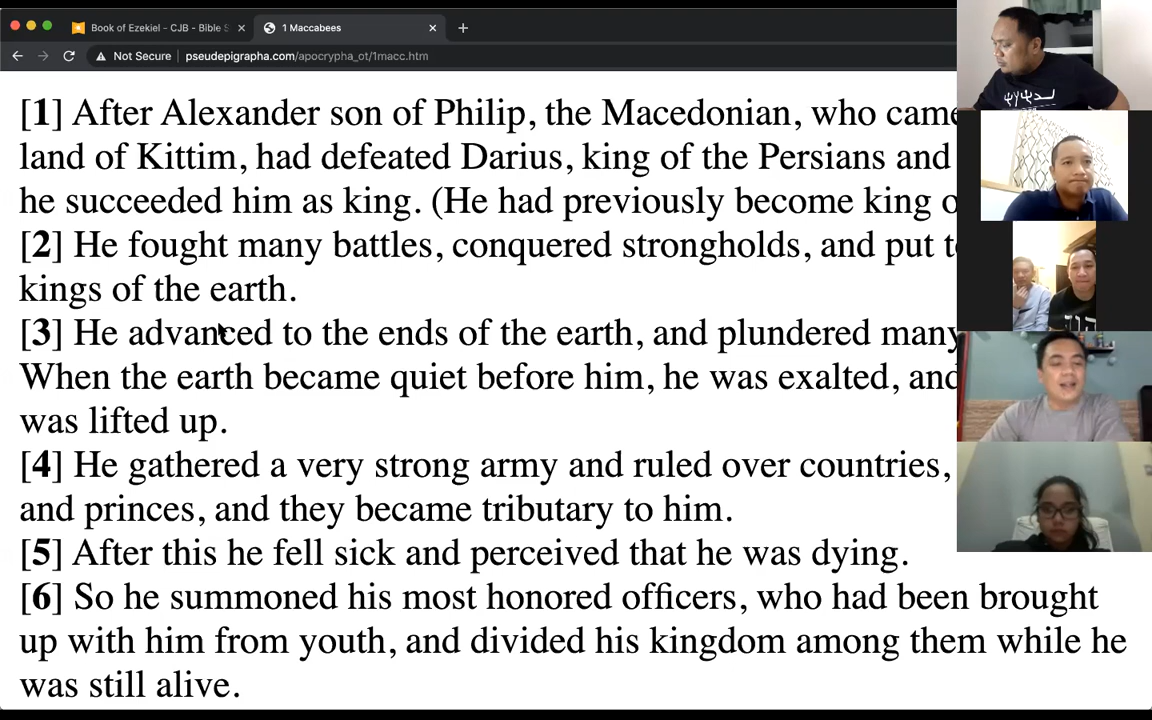 Book of Ezekiel - CJB - Bible S
1 Maccabees
Not Secure | pseudepigrapha.com/apocrypha_ot/1macc.htm
[1] After Alexander son of Philip, the Macedonian, who came
land of Kittim, had defeated Darius, king of the Persians and
he succeeded him as king. (He had previously become king o
[2] He fought many battles, conquered strongholds, and put t
kings of the earth.
[3] He advanced to the ends of the earth, and plundered many
When the earth became quiet before him, he was exalted, and
was lifted up.
[4] He gathered a very strong army and ruled over countries,
and princes, and they became tributary to him.
[5] After this he fell sick and perceived that he was dying.
[6] So he summoned his most honored officers, who had been brought
up with him from youth, and divided his kingdom among them while he
was still alive.